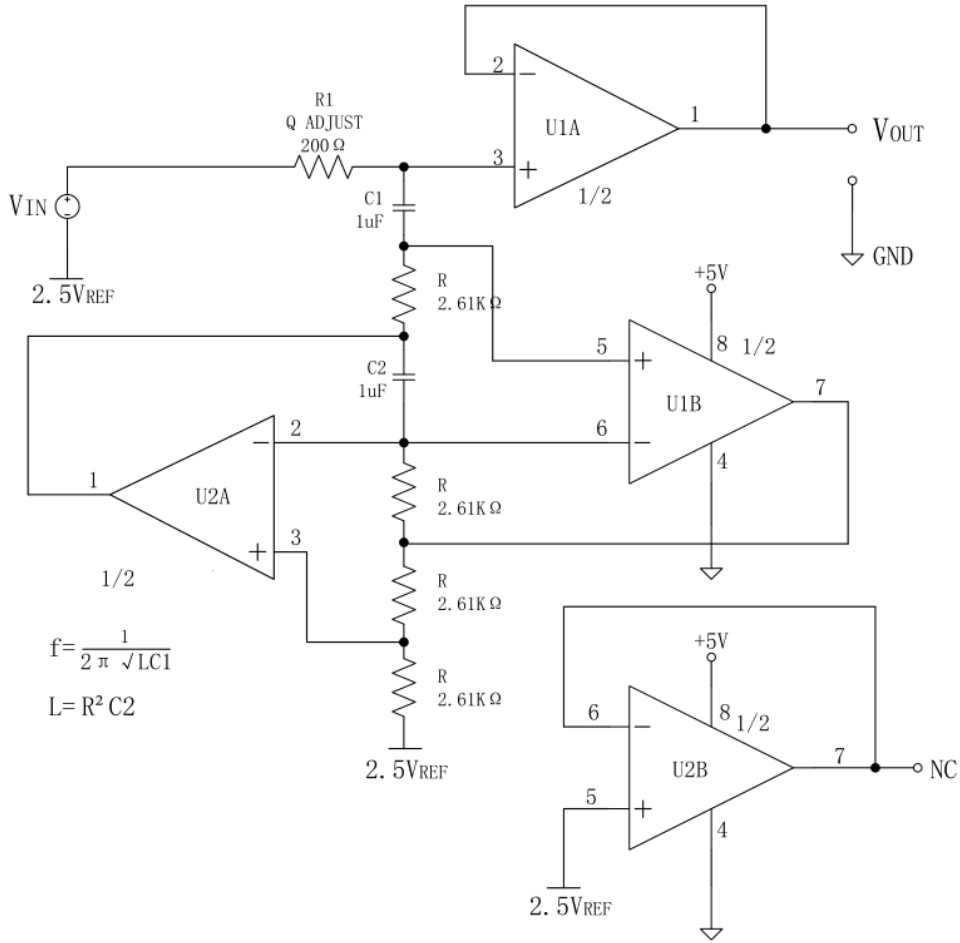 R1
Q ADJUST
200Ω
2
3
1
U1A
1/2
VOUT
GND
VIN
2.5VREF
C1
1uF
R
2.61KΩ
C2
1uF
+5V
8 1/2
5
6
7
U1B
4
2
1
3
U2A
1/2
R
2.61KΩ
R
2.61KΩ
R
2.61KΩ
2.5VREF
f=1/(2π √LC1)
L=R²C2
+5V
8 1/2
6
5
7
U2B
4
NC
2.5VREF